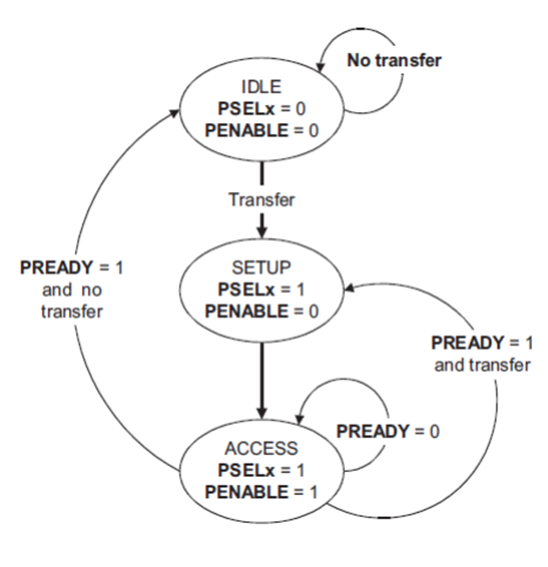 No transfer
IDLE
PSELx = 0
PENABLE = 0
Transfer
SETUP
PSELx = 1
PENABLE = 0
PREADY = 1
and no
transfer
PREADY = 1
and transfer
PREADY = 0
ACCESS
PSELx = 1
PENABLE = 1